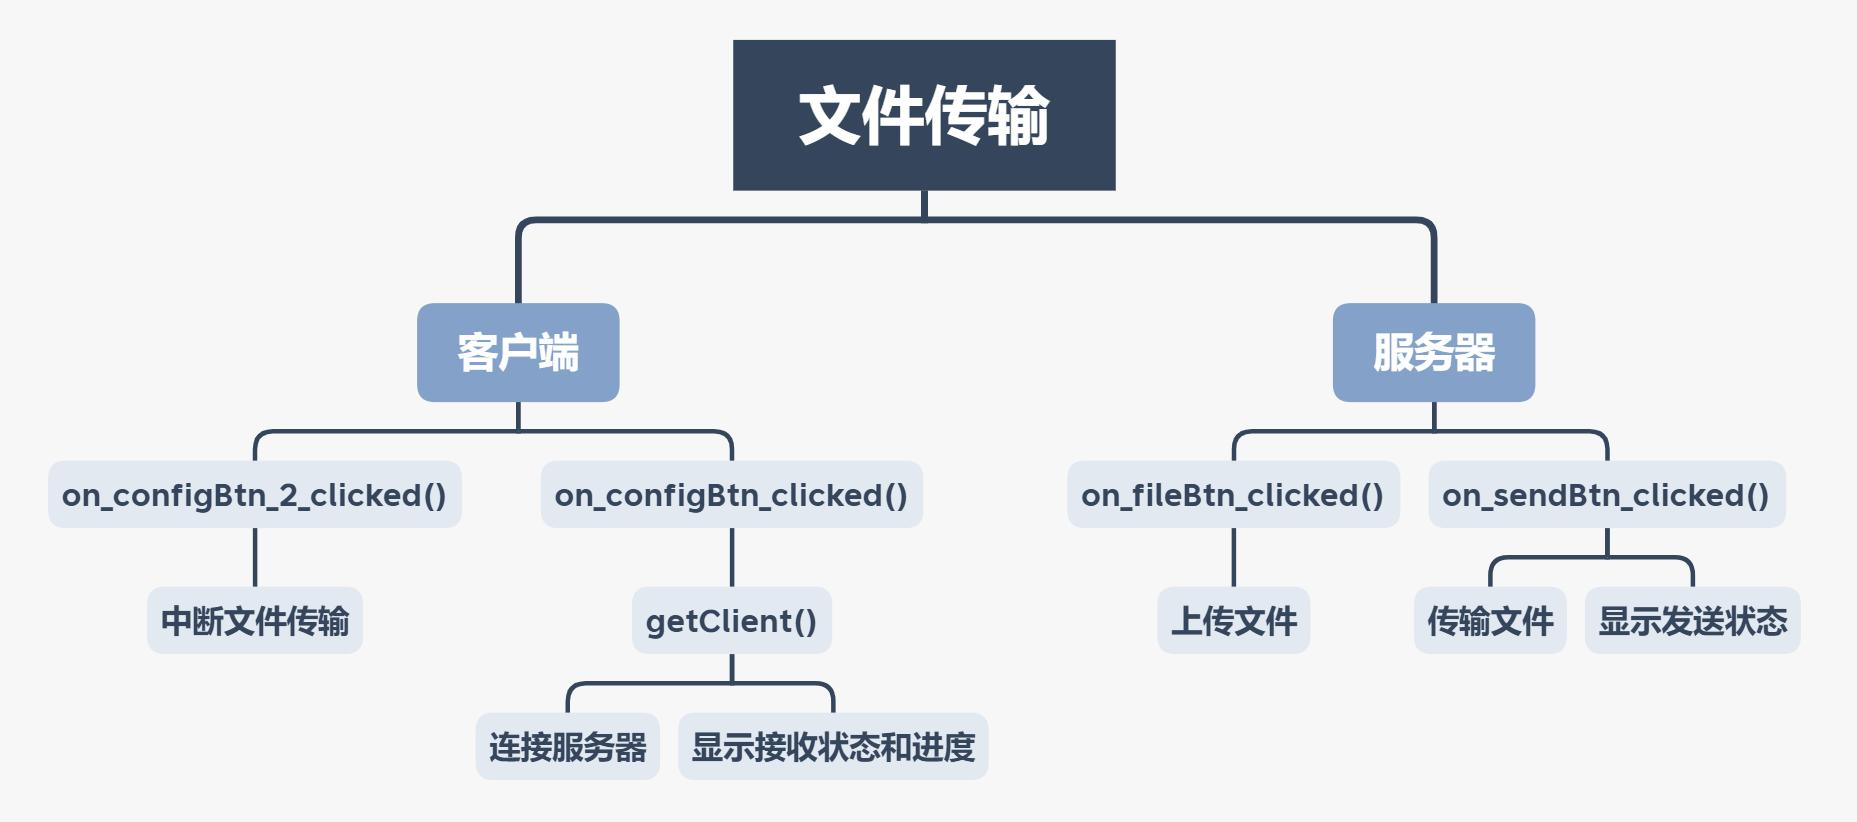 文件传输
客户端
服务器
on_configBtn_2_clicked()
on_configBtn_clicked()
on_fileBtn_clicked()
on_sendBtn_clicked()
中断文件传输
getClient()
上传文件
传输文件
显示发送状态
连接服务器
显示接收状态和进度